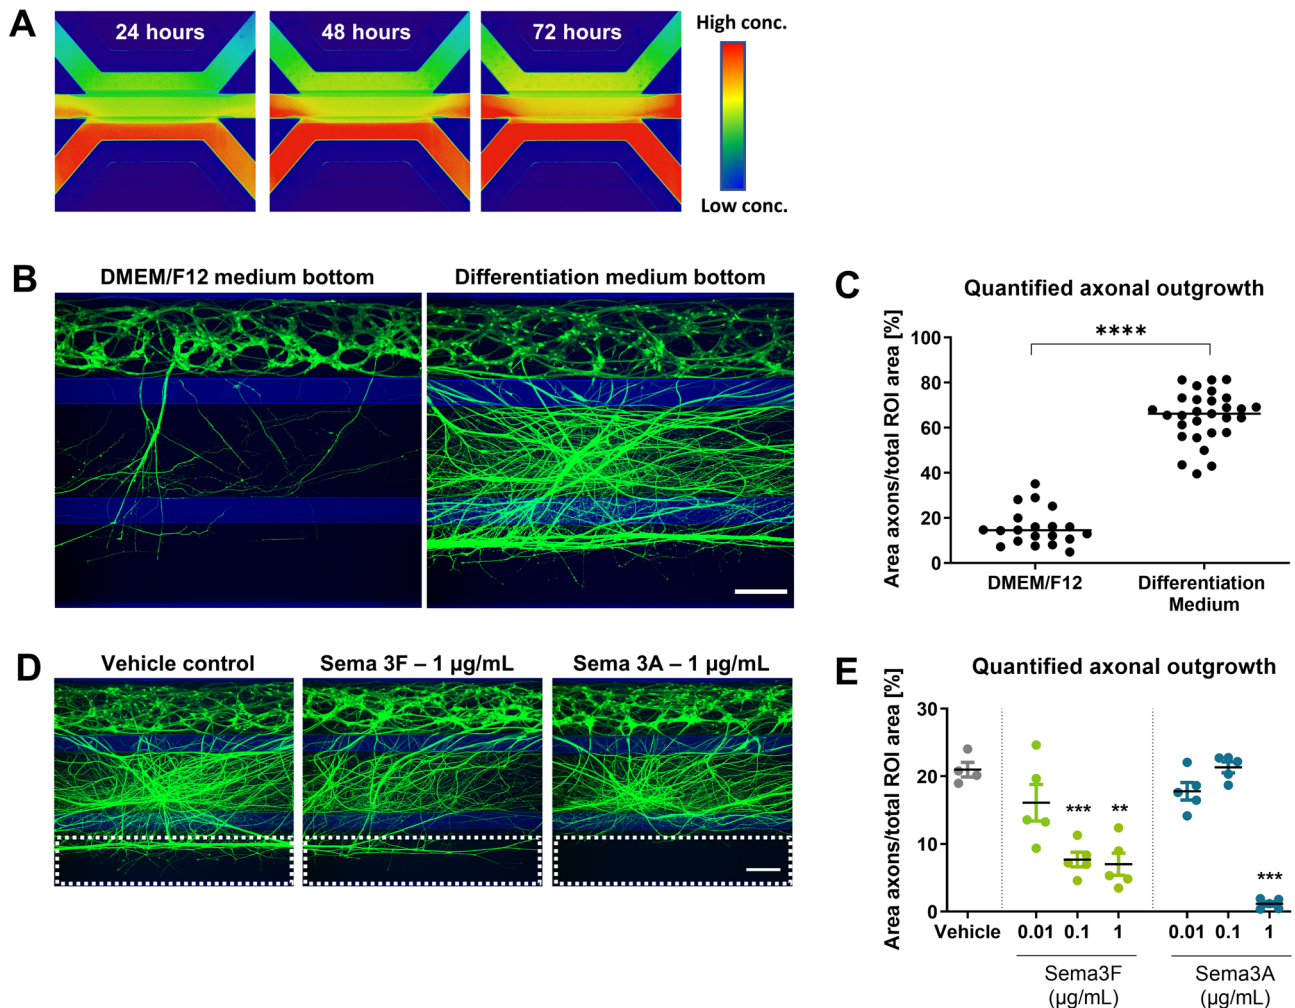 A
24 hours
48 hours
72 hours
High conc.
Low conc.
B
DMEM/F12 medium bottom
Differentiation medium bottom
C
Quantified axonal outgrowth
Area axons/total ROI area [%]
100
80
60
40
20
0
****
DMEM/F12
Differentiation
Medium
D
Vehicle control
Sema 3F – 1 µg/mL
Sema 3A – 1 µg/mL
E
Quantified axonal outgrowth
Area axons/total ROI area [%]
30
20
10
0
***
**
***
Vehicle
0.01
0.1
1
0.01
0.1
1
Sema3F
(µg/mL)
Sema3A
(µg/mL)